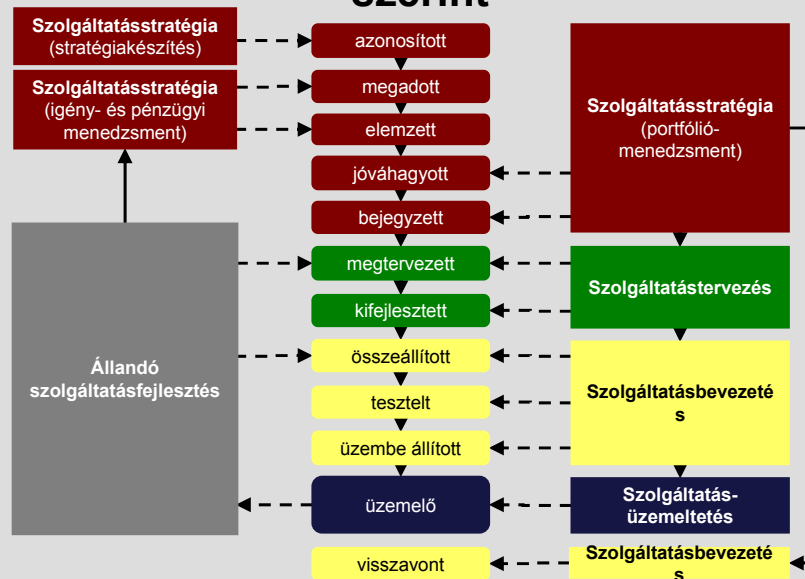 szerint
Szolgáltatásstratégia
(stratégiakészítés)
Szolgáltatásstratégia
(igény- és pénzügyi
menedzsment)
Állandó
szolgáltatásfejlesztés
azonosított
megadott
elemzett
jóváhagyott
bejegyzett
megtervezett
kifejlesztett
összeállított
tesztelt
üzembe állított
üzemelő
visszavont
Szolgáltatásstratégia
(portfólió-
menedzsment)
Szolgáltatástervezés
Szolgáltatásbevezeté
s
Szolgáltatás-
üzemeltetés
Szolgáltatásbevezeté
s